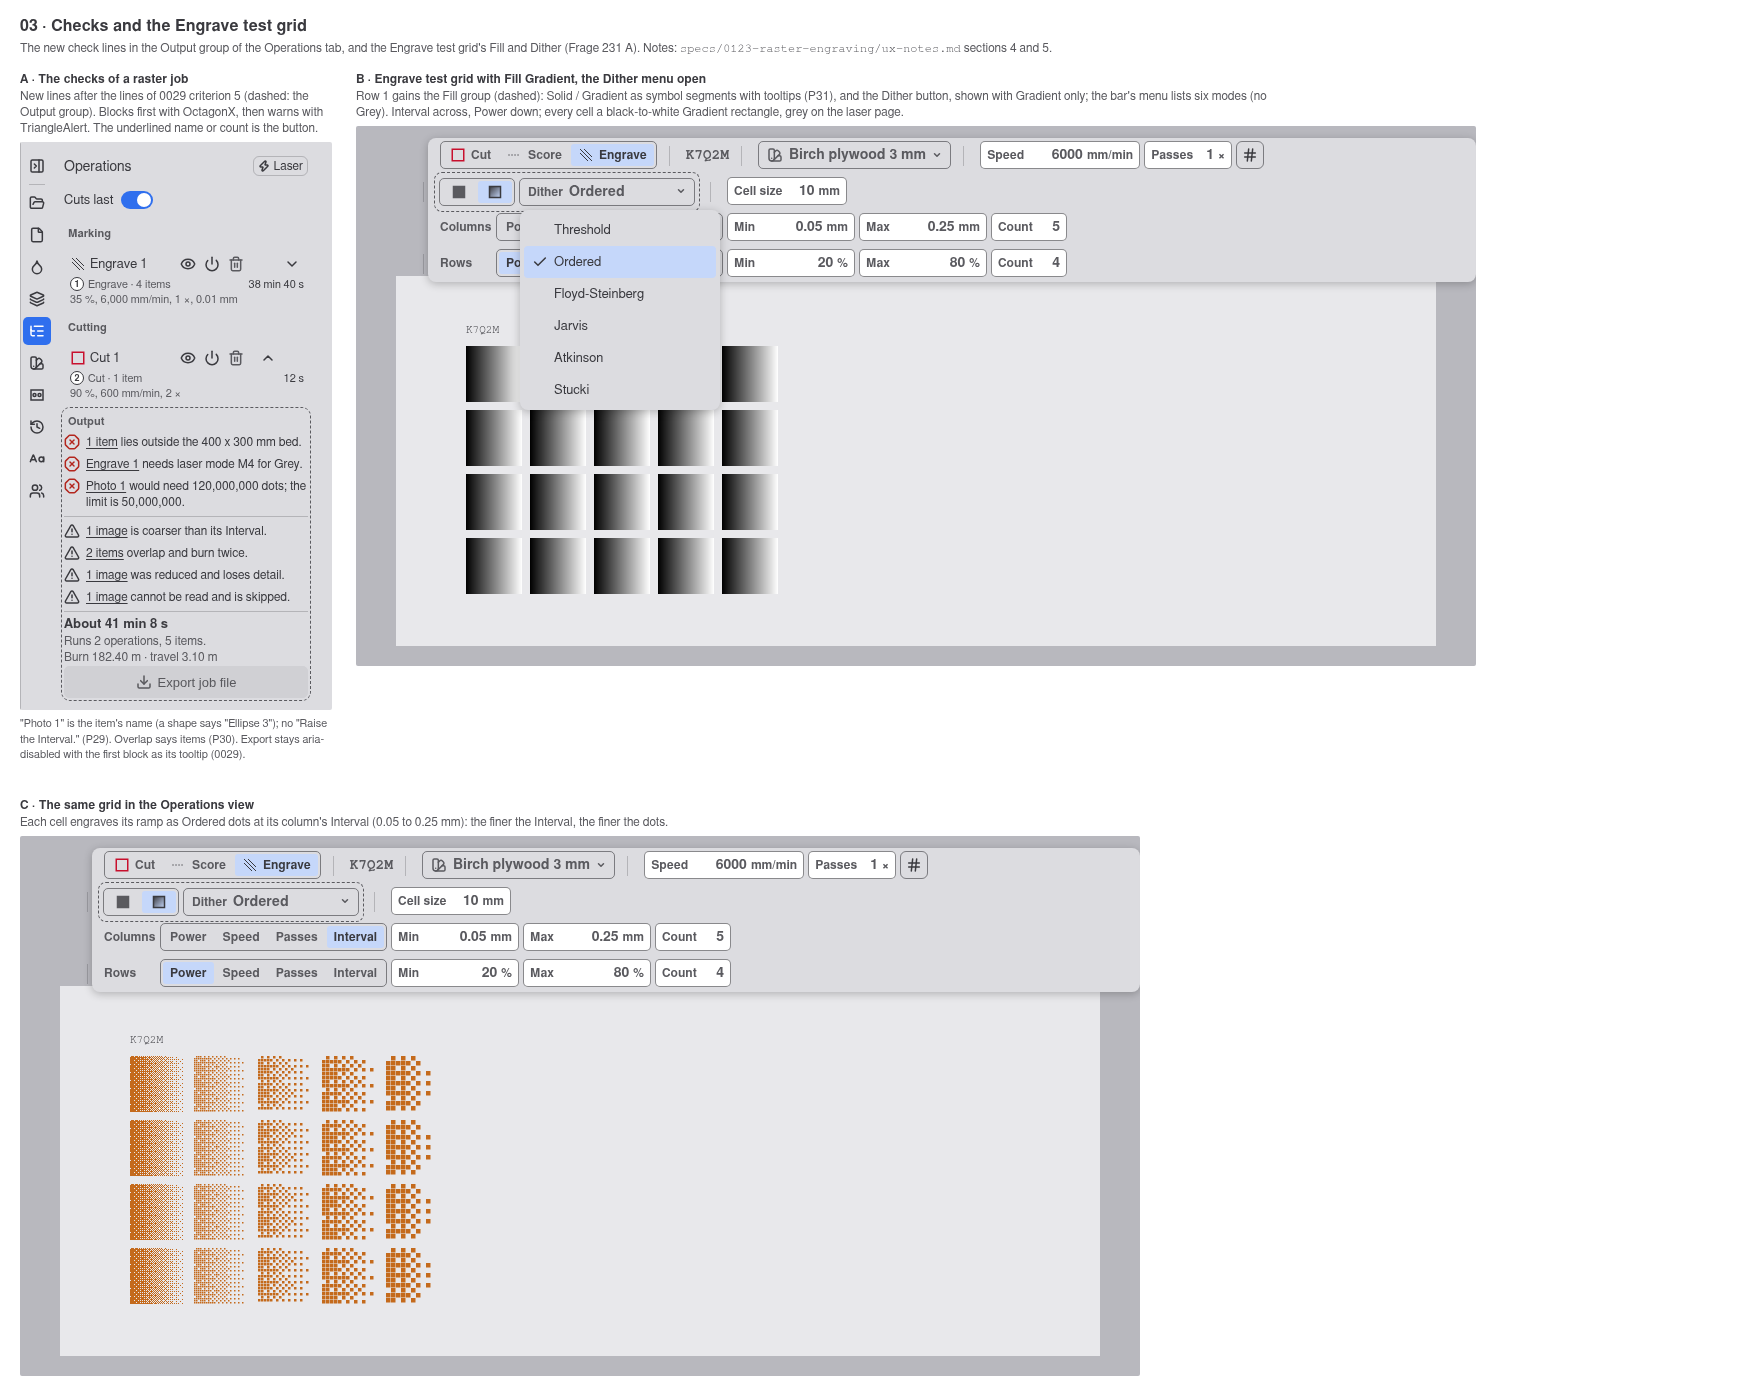 03 · Checks and the Engrave test grid
The new check lines in the Output group of the Operations tab, and the Engrave test grid's Fill and Dither (Frage 231 A). Notes: specs/0123-raster-engraving/ux-notes.md sections 4 and 5.
A · The checks of a raster job
New lines after the lines of 0029 criterion 5 (dashed: the
Output group). Blocks first with OctagonX, then warns with
TriangleAlert. The underlined name or count is the button.
Operations
Laser
Cuts last
Marking
Engrave 1
1 Engrave · 4 items 38 min 40 s
35 %, 6,000 mm/min, 1 ×, 0.01 mm
Cutting
Cut 1
2 Cut · 1 item 12 s
90 %, 600 mm/min, 2 ×
Aa
Output
1 item lies outside the 400 x 300 mm bed.
Engrave 1 needs laser mode M4 for Grey.
Photo 1 would need 120,000,000 dots; the
limit is 50,000,000.
1 image is coarser than its Interval.
2 items overlap and burn twice.
1 image was reduced and loses detail.
1 image cannot be read and is skipped.
About 41 min 8 s
Runs 2 operations, 5 items.
Burn 182.40 m · travel 3.10 m
Export job file
"Photo 1" is the item's name (a shape says "Ellipse 3"); no "Raise
the Interval." (P29). Overlap says items (P30). Export stays aria-
disabled with the first block as its tooltip (0029).
B · Engrave test grid with Fill Gradient, the Dither menu open
Row 1 gains the Fill group (dashed): Solid / Gradient as symbol segments with tooltips (P31), and the Dither button, shown with Gradient only; the bar's menu lists six modes (no
Grey). Interval across, Power down; every cell a black-to-white Gradient rectangle, grey on the laser page.
Cut Score Engrave K7Q2M Birch plywood 3 mm Speed 6000 mm/min Passes 1 × #
Dither Ordered Cell size 10 mm
Columns Po Min 0.05 mm Max 0.25 mm Count 5
Rows Po Min 20 % Max 80 % Count 4
Threshold
Ordered
Floyd-Steinberg
Jarvis
Atkinson
Stucki
K7Q2M
C · The same grid in the Operations view
Each cell engraves its ramp as Ordered dots at its column's Interval (0.05 to 0.25 mm): the finer the Interval, the finer the dots.
Cut Score Engrave K7Q2M Birch plywood 3 mm Speed 6000 mm/min Passes 1 × #
Dither Ordered Cell size 10 mm
Columns Power Speed Passes Interval Min 0.05 mm Max 0.25 mm Count 5
Rows Power Speed Passes Interval Min 20 % Max 80 % Count 4
K7Q2M